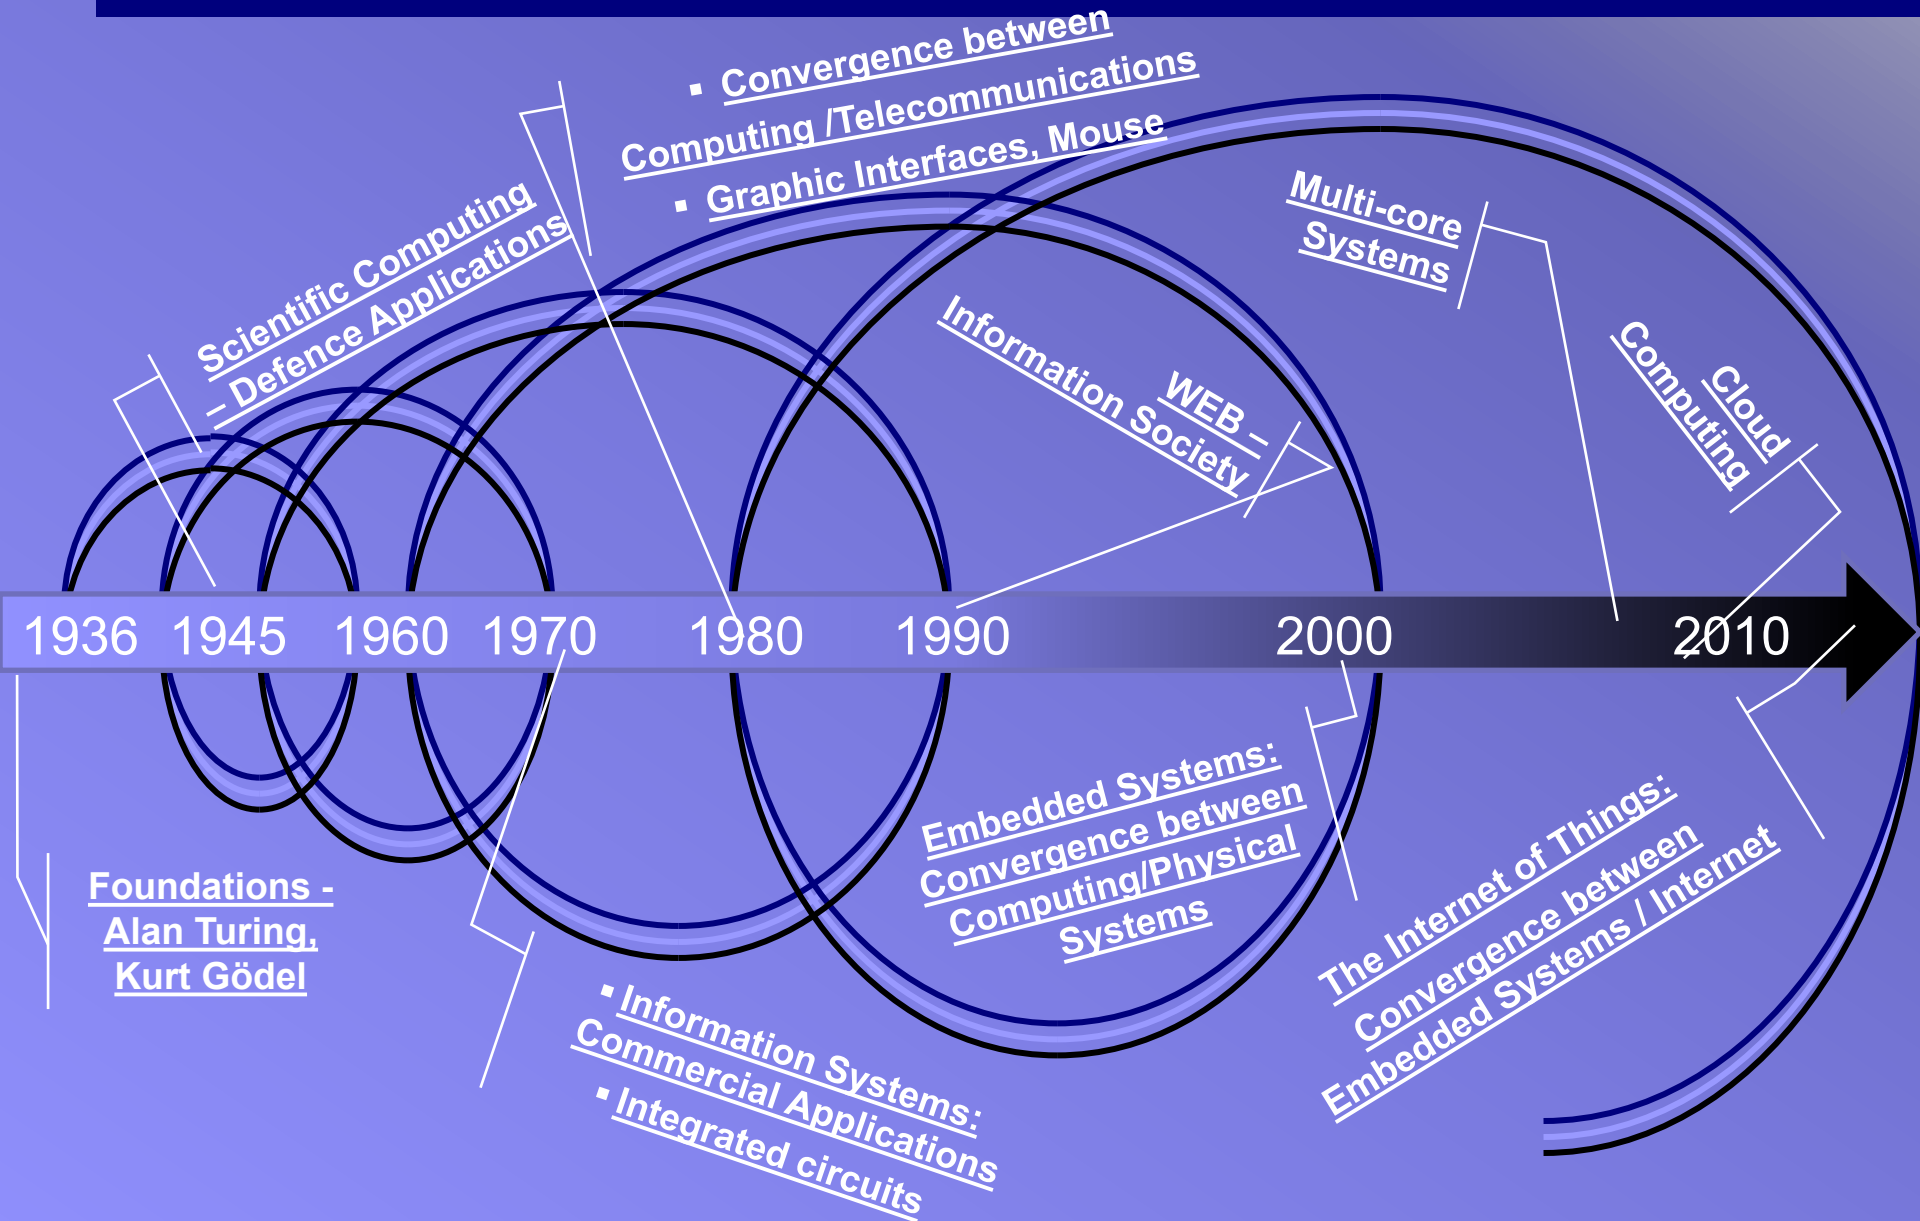 ▪ Convergence between
Computing /Telecommunications
▪ Graphic Interfaces, Mouse
Scientific Computing
– Defence Applications
Multi-core
Systems
WEB –
Information Society
Cloud
Computing
1936 1945 1960 1970 1980 1990 2000 2010
Foundations -
Alan Turing,
Kurt Gödel
▪ Information Systems:
Commercial Applications
▪ Integrated circuits
Embedded Systems:
Convergence between
Computing/Physical
Systems
The Internet of Things:
Convergence between
Embedded Systems / Internet